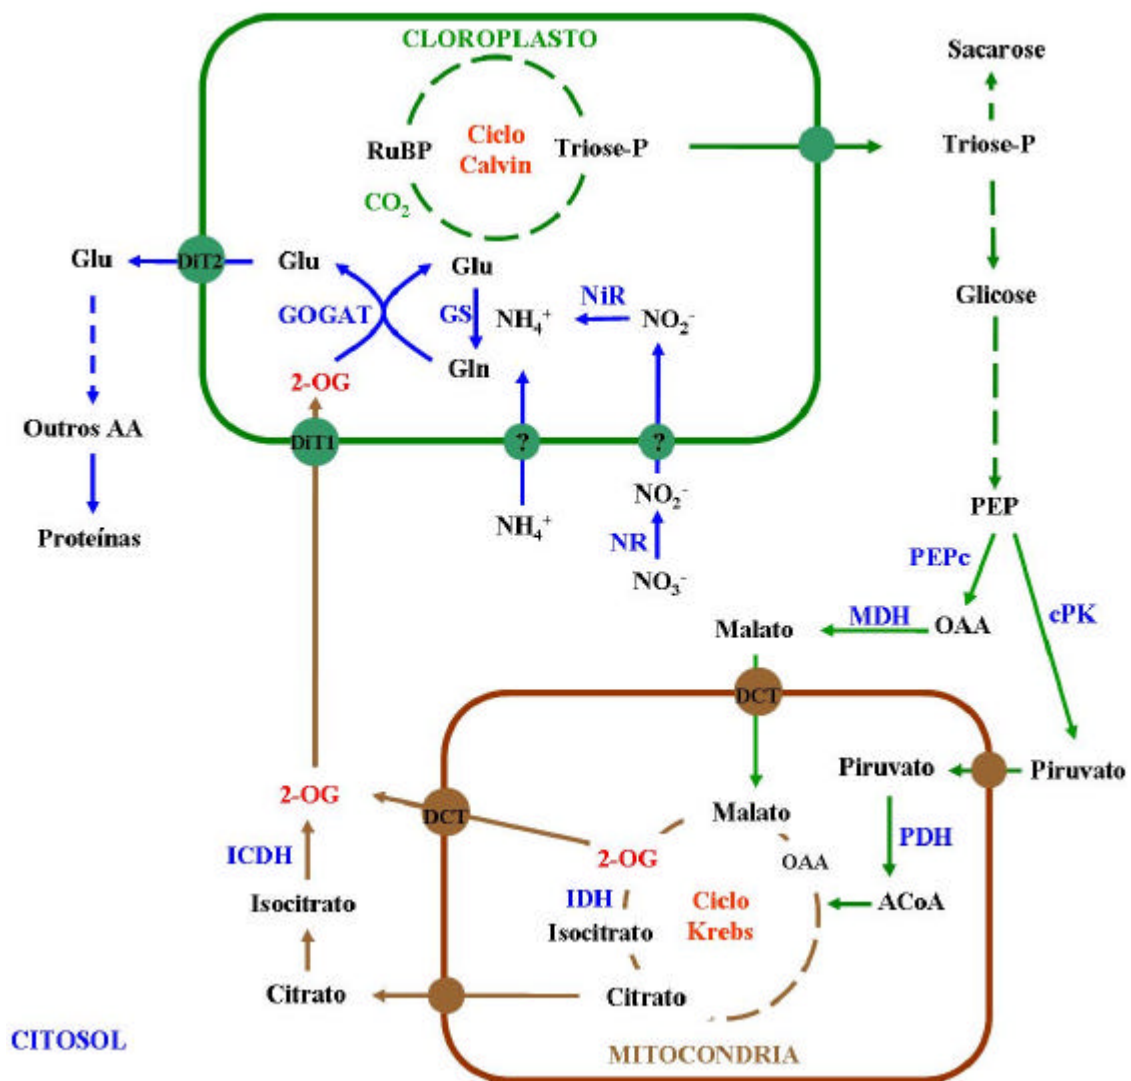 CLOROPLASTO
Sacarose
RuBP
Ciclo
Calvin
Triose-P
Triose-P
CO₂
Glu
DiT2
Glu
Glu
GOGAT
GS
NiR
NH₄⁺
NO₂⁻
Glicose
2-OG
Gln
Outros AA
DiT1
?
?
NO₂⁻
PEP
Proteínas
NH₄⁺
NR
NO₃⁻
PEPc
Malato
MDH
OAA
cPK
DCT
Piruvato
Piruvato
2-OG
DCT
Malato
PDH
ICDH
2-OG
OAA
Isocitrato
IDH
Isocitrato
Ciclo
Krebs
ACoA
Citrato
Citrato
CITOSOL
MITOCONDRIA